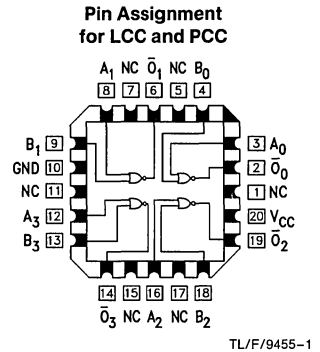 Pin Assignment
for LCC and PCC
A1 NC Ō1 NC B0
8 7 6 5 4
B1 9
GND 10
NC 11
A3 12
B3 13
3 A0
2 Ō0
1 NC
20 VCC
19 Ō2
14 15 16 17 18
Ō3 NC A2 NC B2
TL/F/9455-1